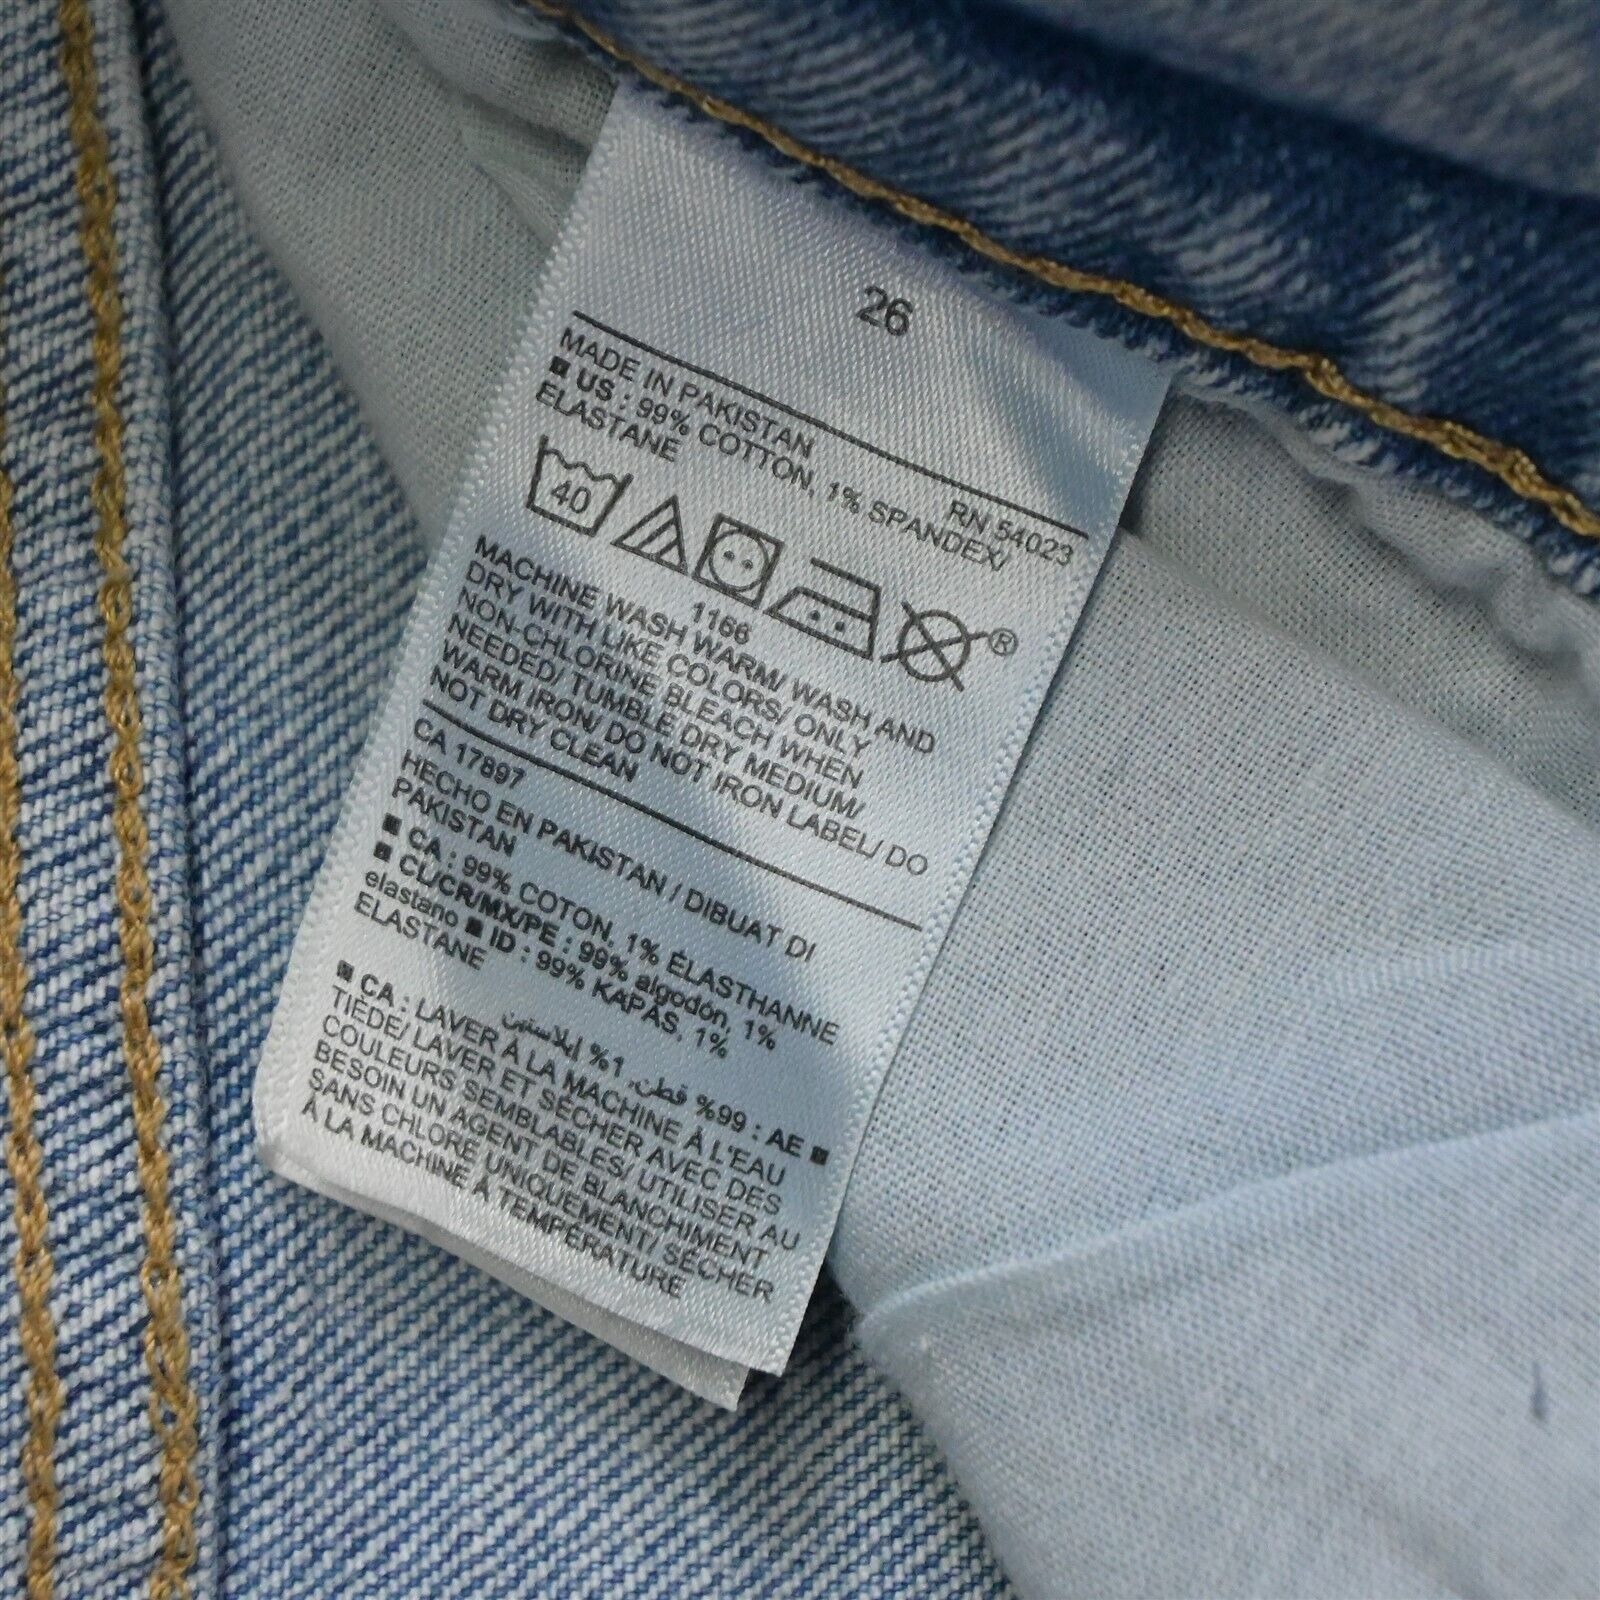 26
MADE IN PAKISTAN
RN 54023
US : 99% COTTON, 1% SPANDEX/
ELASTANE
40
®
1166
MACHINE WASH WARM/ WASH AND
DRY WITH LIKE COLORS/ ONLY
NON-CHLORINE BLEACH WHEN
NEEDED/ TUMBLE DRY MEDIUM/
WARM IRON/ DO NOT IRON LABEL/ DO
NOT DRY CLEAN
CA 17897
HECHO EN PAKISTAN / DIBUAT DI
PAKISTAN
■ CA : 99% COTON, 1% ÉLASTHANNE
■ CL/CR/MX/PE : 99% algodón, 1%
elastano ■ ID : 99% KAPAS, 1%
ELASTANE
■ AE : 99% قطن، 1% إيلاستين
■ CA : LAVER À LA MACHINE À L'EAU
TIÈDE/ LAVER ET SÉCHER AVEC DES
COULEURS SEMBLABLES/ UTILISER AU
BESOIN UN AGENT DE BLANCHIMENT
SANS CHLORE UNIQUEMENT/ SÉCHER
À LA MACHINE À TEMPÉRATURE